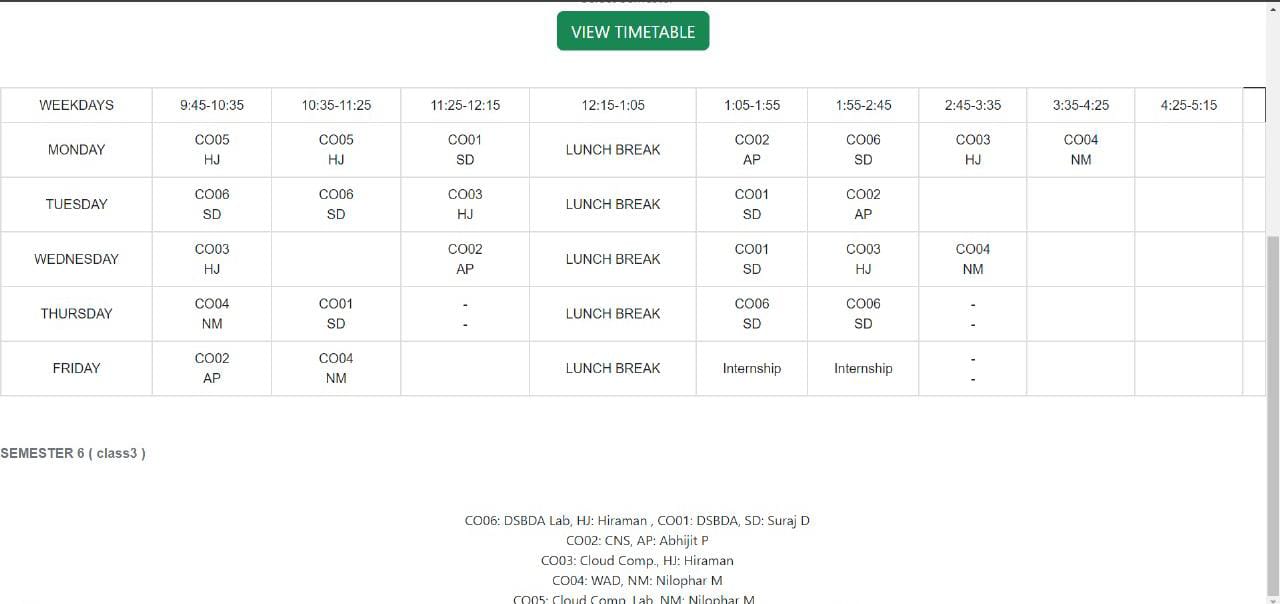 VIEW TIMETABLE
WEEKDAYS 9:45-10:35 10:35-11:25 11:25-12:15 12:15-1:05 1:05-1:55 1:55-2:45 2:45-3:35 3:35-4:25 4:25-5:15
MONDAY CO05 CO05 CO01 LUNCH BREAK CO02 CO06 CO03 CO04
HJ HJ SD AP SD HJ NM
TUESDAY CO06 CO06 CO03 LUNCH BREAK CO01 CO02
SD SD HJ SD AP
WEDNESDAY CO03 CO02 LUNCH BREAK CO01 CO03 CO04
HJ AP SD HJ NM
THURSDAY CO04 CO01 - LUNCH BREAK CO06 CO06 -
NM SD - SD SD -
FRIDAY CO02 CO04 LUNCH BREAK Internship Internship -
AP NM -
SEMESTER 6 ( class3 )
CO06: DSBDA Lab, HJ: Hiraman , CO01: DSBDA, SD: Suraj D
CO02: CNS, AP: Abhijit P
CO03: Cloud Comp., HJ: Hiraman
CO04: WAD, NM: Nilophar M
CO05: Cloud Comp. Lab, NM: Nilophar M